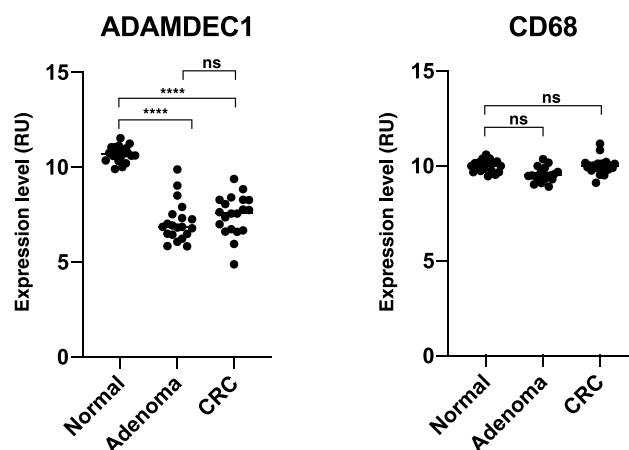 ADAMDEC1
Expression level (RU)
15
10
5
0
ns
****
****
Normal
Adenoma
CRC
CD68
Expression level (RU)
15
10
5
0
ns
ns
Normal
Adenoma
CRC